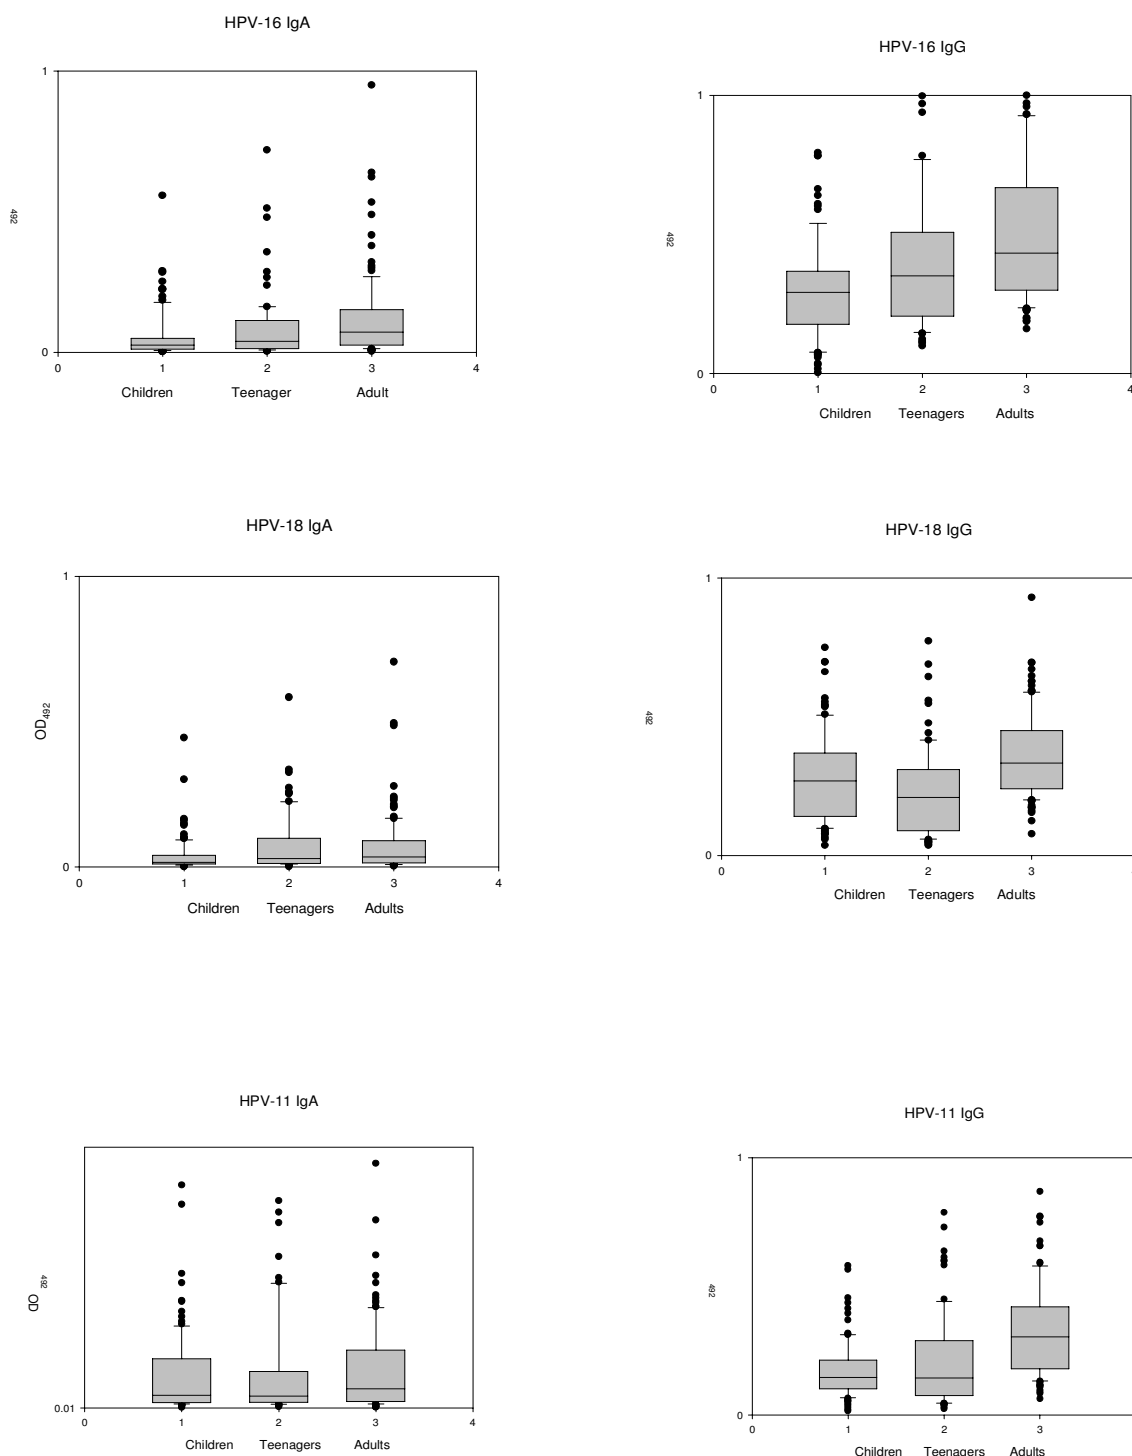 HPV-16 IgA
1
492
0
0 1 2 3 4
Children Teenager Adult
HPV-16 IgG
1
492
0
0 1 2 3 4
Children Teenagers Adults
HPV-18 IgA
1
OD492
0
0 1 2 3 4
Children Teenagers Adults
HPV-18 IgG
1
492
0
0 1 2 3
Children Teenagers Adults
HPV-11 IgA
OD492
0.01
0 1 2 3 4
Children Teenagers Adults
HPV-11 IgG
1
492
0
0 1 2 3
Children Teenagers Adults